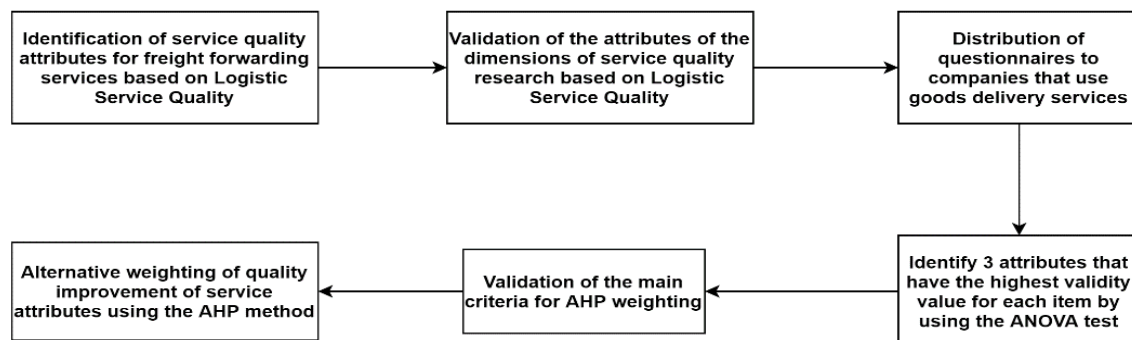 Identification of service quality
attributes for freight forwarding
services based on Logistic
Service Quality
Validation of the attributes of the
dimensions of service quality
research based on Logistic
Service Quality
Distribution of
questionnaires to
companies that use
goods delivery services
Identify 3 attributes that
have the highest validity
value for each item by
using the ANOVA test
Validation of the main
criteria for AHP weighting
Alternative weighting of quality
improvement of service
attributes using the AHP method